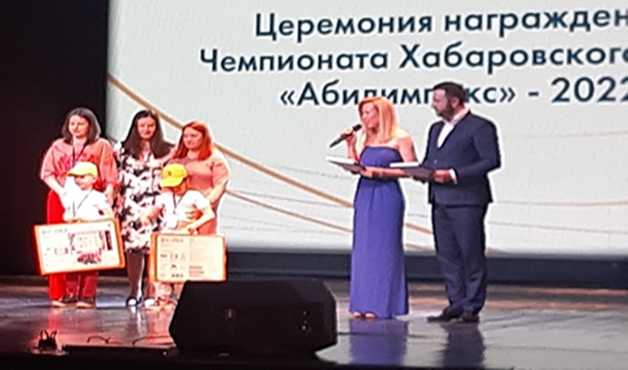 Церемония награжден
Чемпионата Хабаровского
«Абилимпикс» - 2022